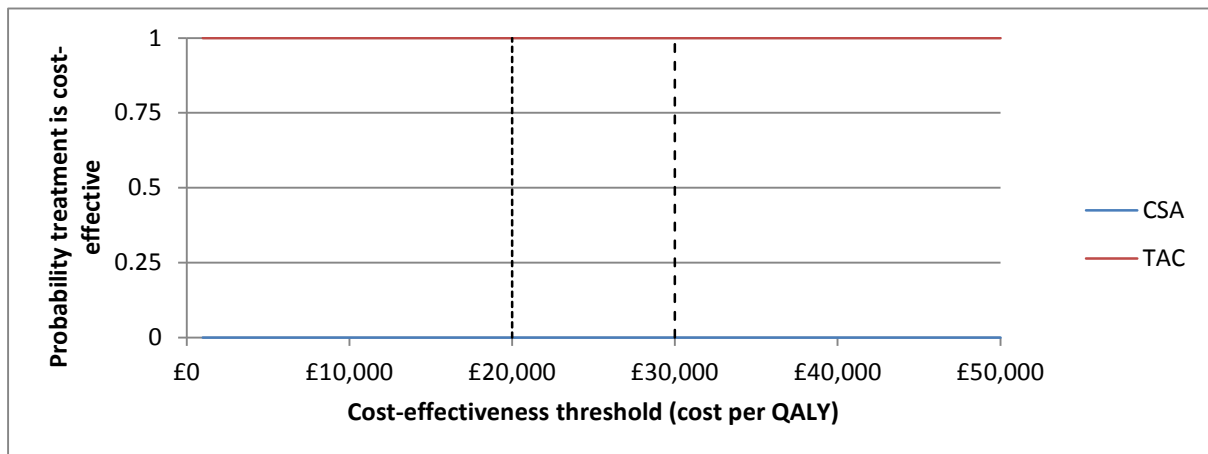 Probability treatment is cost-
effective
1
0.75
0.5
0.25
0
£0 £10,000 £20,000 £30,000 £40,000 £50,000
Cost-effectiveness threshold (cost per QALY)
CSA
TAC